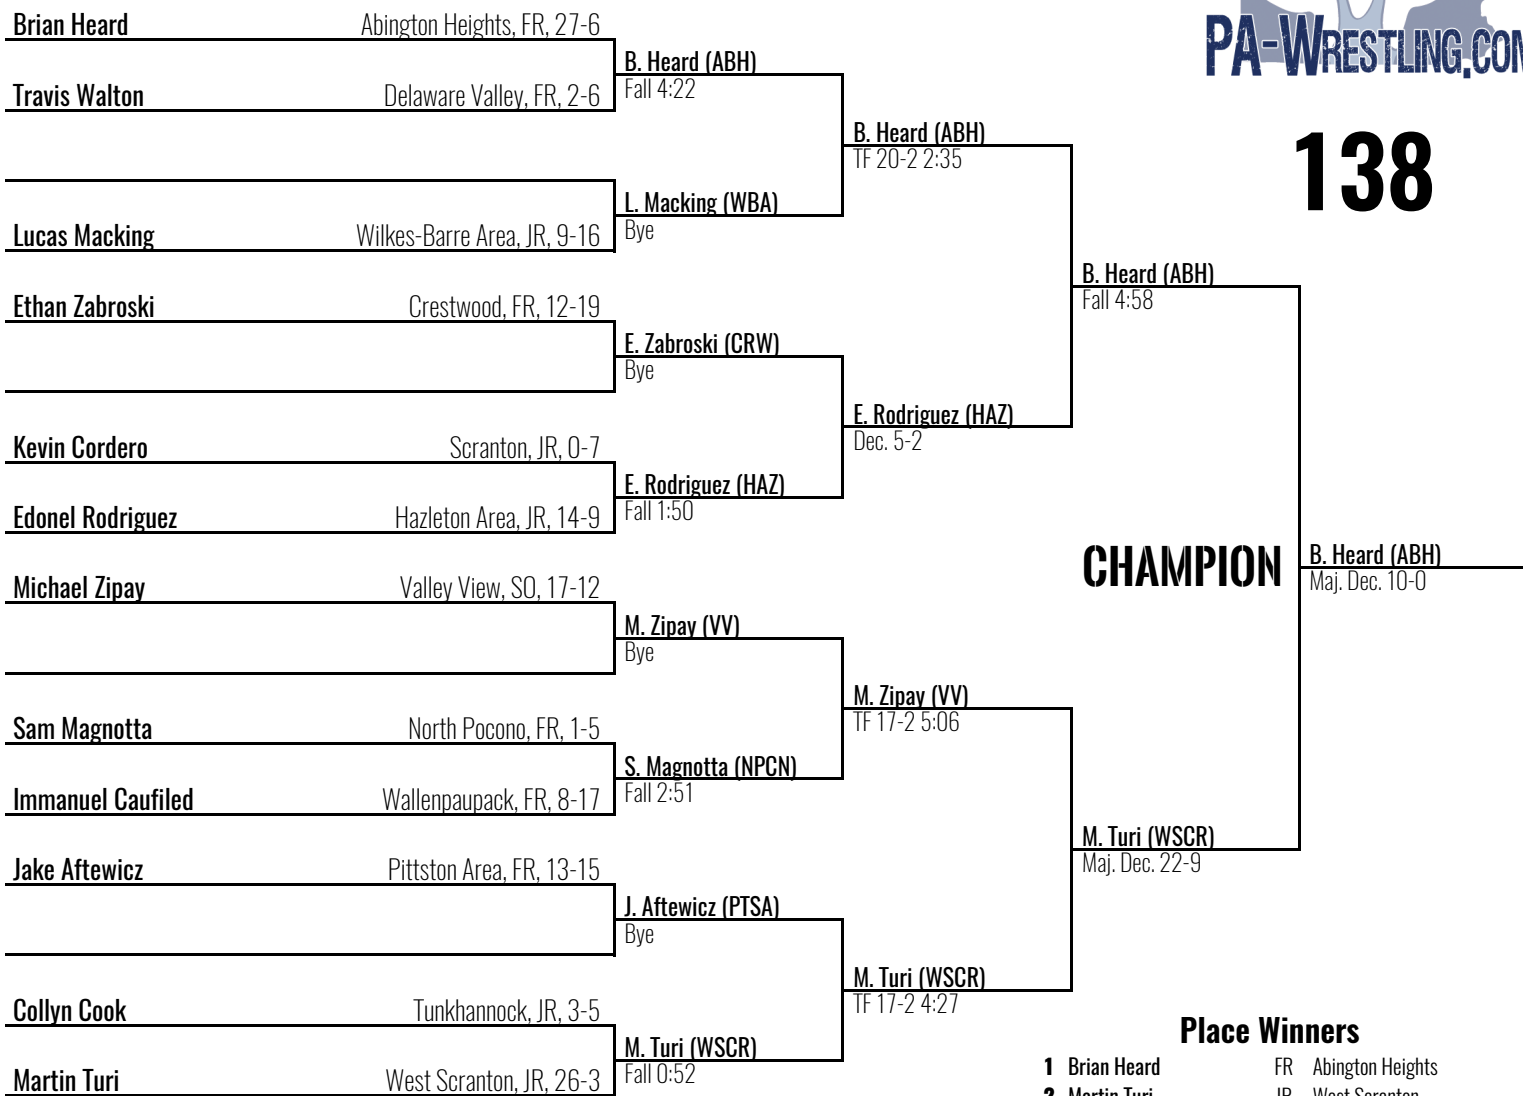 PA-WRESTLING.COM
138
Brian Heard Abington Heights, FR, 27-6
B. Heard (ABH)
Fall 4:22
Travis Walton Delaware Valley, FR, 2-6
B. Heard (ABH)
TF 20-2 2:35
L. Macking (WBA)
Bye
Lucas Macking Wilkes-Barre Area, JR, 9-16
B. Heard (ABH)
Fall 4:58
Ethan Zabroski Crestwood, FR, 12-19
E. Zabroski (CRW)
Bye
E. Rodriguez (HAZ)
Dec. 5-2
Kevin Cordero Scranton, JR, 0-7
E. Rodriguez (HAZ)
Fall 1:50
Edonel Rodriguez Hazleton Area, JR, 14-9
CHAMPION
B. Heard (ABH)
Maj. Dec. 10-0
Michael Zipay Valley View, SO, 17-12
M. Zipay (VV)
Bye
M. Zipay (VV)
TF 17-2 5:06
Sam Magnotta North Pocono, FR, 1-5
S. Magnotta (NPCN)
Fall 2:51
Immanuel Caufiled Wallenpaupack, FR, 8-17
M. Turi (WSCR)
Maj. Dec. 22-9
Jake Aftewicz Pittston Area, FR, 13-15
J. Aftewicz (PTSA)
Bye
M. Turi (WSCR)
TF 17-2 4:27
Collyn Cook Tunkhannock, JR, 3-5
M. Turi (WSCR)
Fall 0:52
Martin Turi West Scranton, JR, 26-3
Place Winners
1 Brian Heard FR Abington Heights
2 Martin Turi JR West Scranton